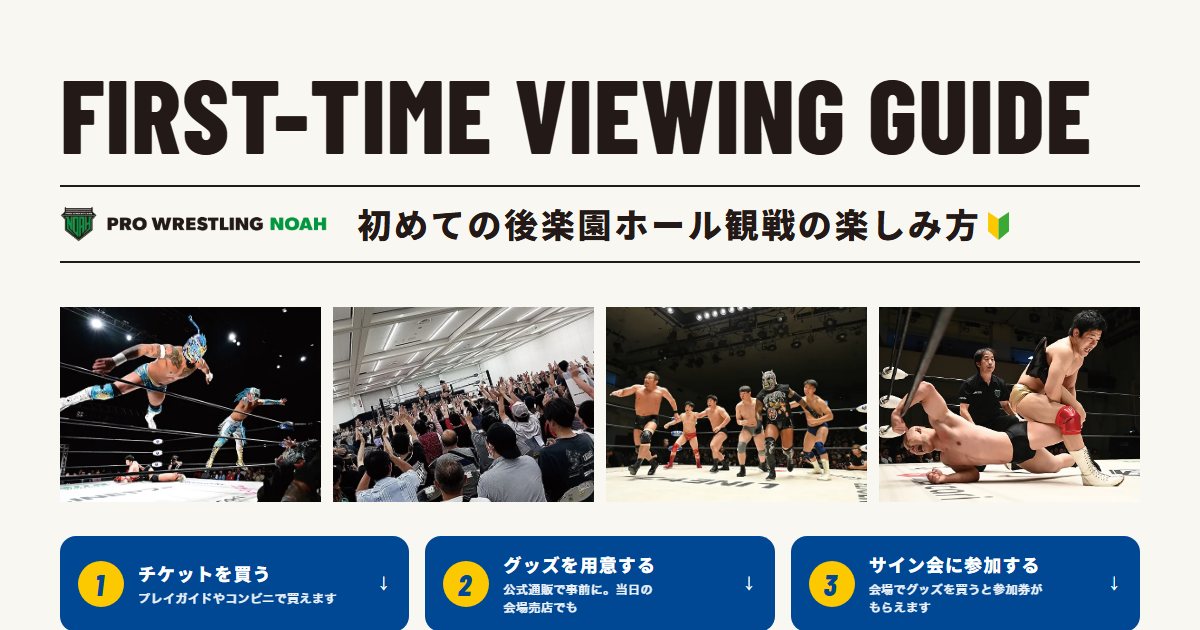 FIRST-TIME VIEWING GUIDE
NOAH
PRO WRESTLING NOAH
初めての後楽園ホール観戦の楽しみ方
1
チケットを買う
プレイガイドやコンビニで買えます
↓
2
グッズを用意する
公式通販で事前に。当日の
会場売店でも
↓
3
サイン会に参加する
会場でグッズを買うと参加券が
もらえます
↓